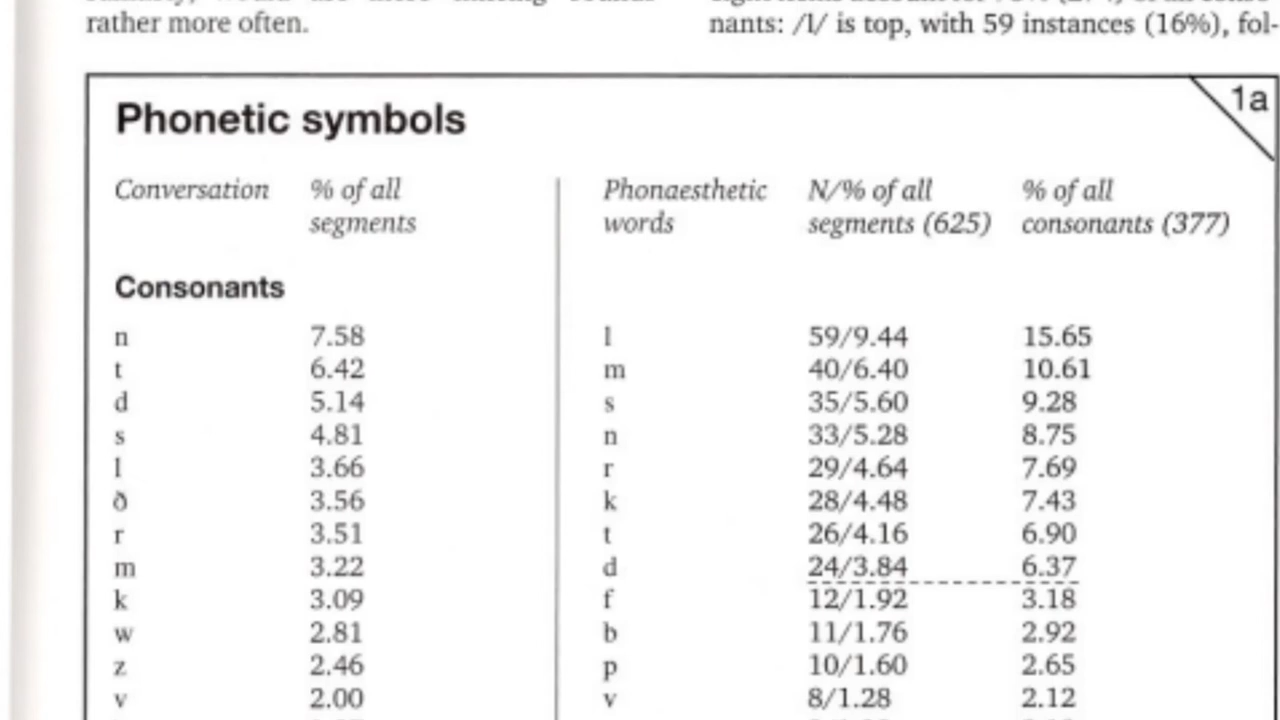 rather more often.
nants: /l/ is top, with 59 instances (16%), fol-
1a
Phonetic symbols
Conversation % of all segments Phonaesthetic words N/% of all segments (625) % of all consonants (377)
Consonants
n 7.58 l 59/9.44 15.65
t 6.42 m 40/6.40 10.61
d 5.14 s 35/5.60 9.28
s 4.81 n 33/5.28 8.75
l 3.66 r 29/4.64 7.69
ð 3.56 k 28/4.48 7.43
r 3.51 t 26/4.16 6.90
m 3.22 d 24/3.84 6.37
k 3.09 f 12/1.92 3.18
w 2.81 b 11/1.76 2.92
z 2.46 p 10/1.60 2.65
v 2.00 v 8/1.28 2.12